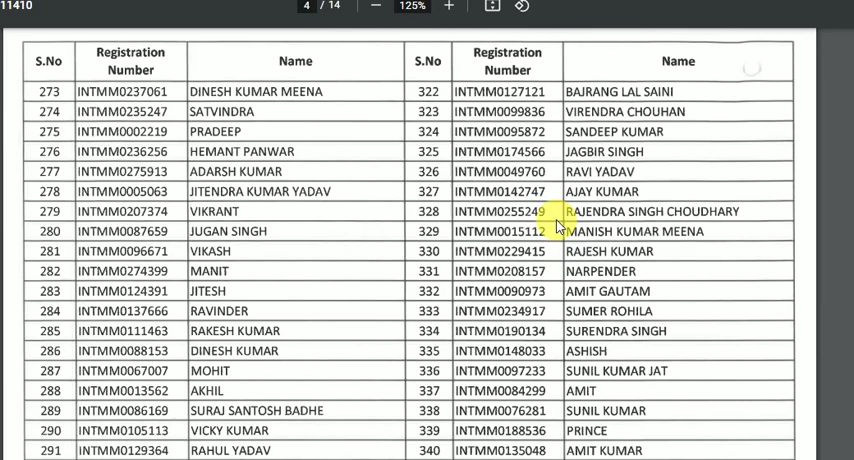 11410 4 / 14 125%
S.No Registration Number Name S.No Registration Number Name
273 INTMM0237061 DINESH KUMAR MEENA 322 INTMM0127121 BAJRANG LAL SAINI
274 INTMM0235247 SATVINDRA 323 INTMM0099836 VIRENDRA CHOUHAN
275 INTMM0002219 PRADEEP 324 INTMM0095872 SANDEEP KUMAR
276 INTMM0236256 HEMANT PANWAR 325 INTMM0174566 JAGBIR SINGH
277 INTMM0275913 ADARSH KUMAR 326 INTMM0049760 RAVI YADAV
278 INTMM0005063 JITENDRA KUMAR YADAV 327 INTMM0142747 AJAY KUMAR
279 INTMM0207374 VIKRANT 328 INTMM0255249 RAJENDRA SINGH CHOUDHARY
280 INTMM0087659 JUGAN SINGH 329 INTMM0015112 MANISH KUMAR MEENA
281 INTMM0096671 VIKASH 330 INTMM0229415 RAJESH KUMAR
282 INTMM0274399 MANIT 331 INTMM0208157 NARPENDER
283 INTMM0124391 JITESH 332 INTMM0090973 AMIT GAUTAM
284 INTMM0137666 RAVINDER 333 INTMM0234917 SUMER ROHILA
285 INTMM0111463 RAKESH KUMAR 334 INTMM0190134 SURENDRA SINGH
286 INTMM0088153 DINESH KUMAR 335 INTMM0148033 ASHISH
287 INTMM0067007 MOHIT 336 INTMM0097233 SUNIL KUMAR JAT
288 INTMM0013562 AKHIL 337 INTMM0084299 AMIT
289 INTMM0086169 SURAJ SANTOSH BADHE 338 INTMM0076281 SUNIL KUMAR
290 INTMM0105113 VICKY KUMAR 339 INTMM0188536 PRINCE
291 INTMM0129364 RAHUL YADAV 340 INTMM0135048 AMIT KUMAR